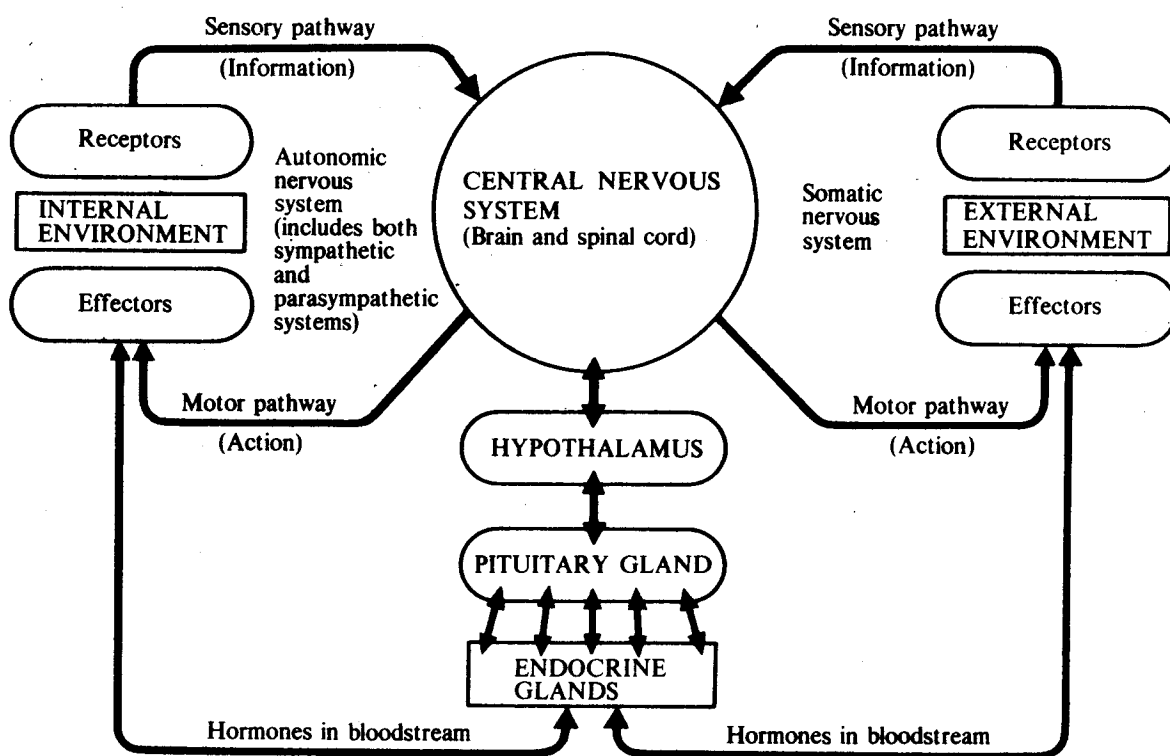 Sensory pathway
(Information)
Sensory pathway
(Information)
Receptors
Autonomic
nervous
system
(includes both
sympathetic
and
parasympathetic
systems)
INTERNAL
ENVIRONMENT
Effectors
CENTRAL NERVOUS
SYSTEM
(Brain and spinal cord)
Somatic
nervous
system
Receptors
EXTERNAL
ENVIRONMENT
Effectors
Motor pathway
(Action)
Motor pathway
(Action)
HYPOTHALAMUS
PITUITARY GLAND
ENDOCRINE
GLANDS
Hormones in bloodstream
Hormones in bloodstream